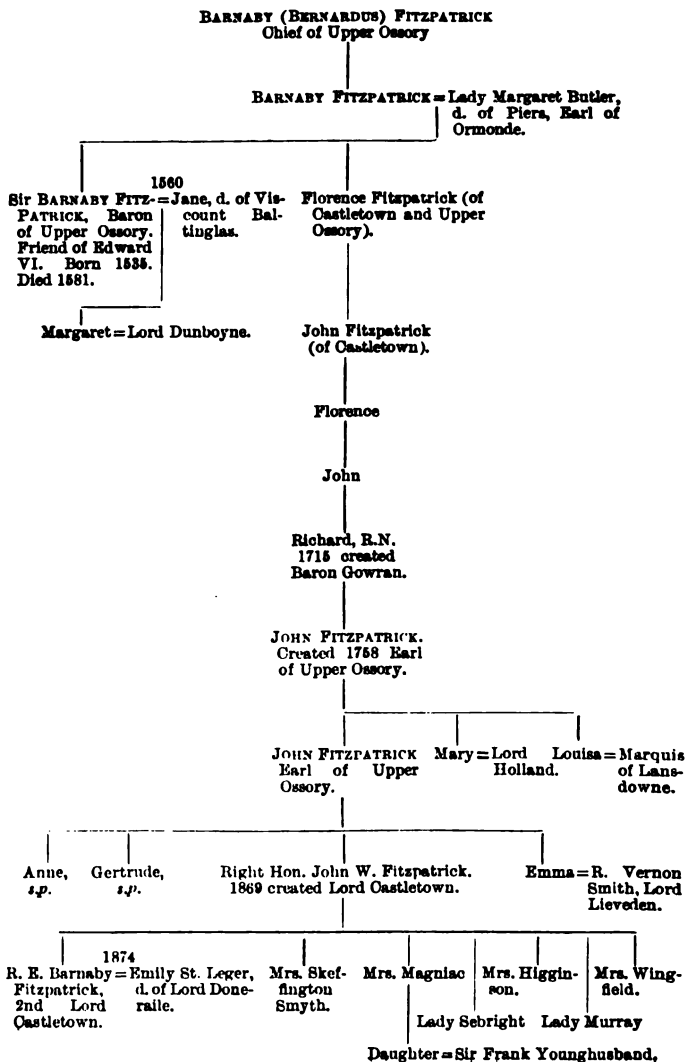 BARNABY (BERNARDUS) FITZPATRICK
Chief of Upper Ossory
BARNABY FITZPATRICK = Lady Margaret Butler,
d. of Piers, Earl of
Ormonde.
1560
Sir BARNABY FITZ- = Jane, d. of Vis-
PATRICK, Baron count Bal-
of Upper Ossory. tinglas.
Friend of Edward
VI. Born 1535.
Died 1581.
Florence Fitzpatrick (of
Castletown and Upper
Ossory).
Margaret = Lord Dunboyne.
John Fitzpatrick
(of Castletown).
Florence
John
Richard, R.N.
1715 created
Baron Gowran.
JOHN FITZPATRICK.
Created 1758 Earl
of Upper Ossory.
JOHN FITZPATRICK
Earl of Upper
Ossory.
Mary = Lord
Holland.
Louisa = Marquis
of Lans-
downe.
Anne,
s.p.
Gertrude,
s.p.
Right Hon. John W. Fitzpatrick.
1869 created Lord Castletown.
Emma = R. Vernon
Smith, Lord
Lieveden.
1874
R. E. Barnaby = Emily St. Leger,
Fitzpatrick, d. of Lord Done-
2nd Lord raile.
Castletown.
Mrs. Skef-
fington
Smyth.
Mrs. Magniac
Mrs. Higgin-
son.
Mrs. Wing-
field.
Lady Sebright
Lady Murray
Daughter = Sir Frank Younghusband,